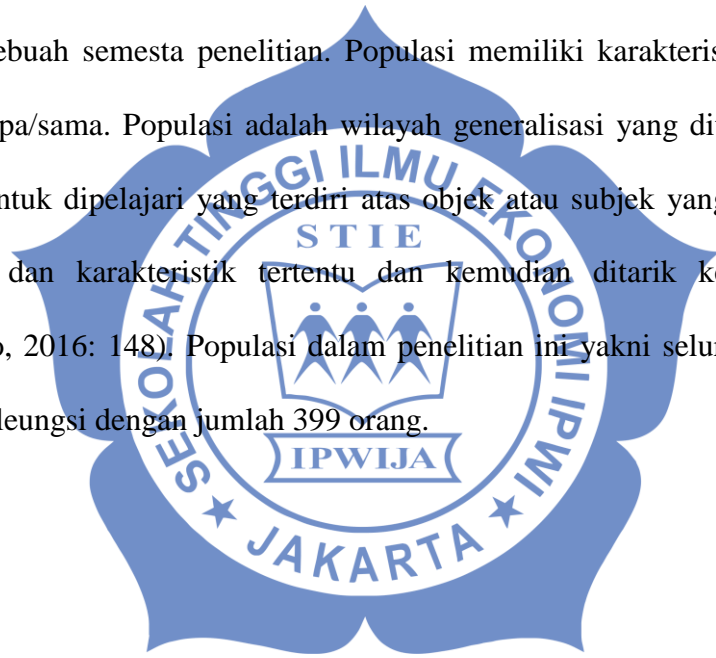 ebuah semesta penelitian. Populasi memiliki karakteris
pa/sama. Populasi adalah wilayah generalisasi yang di
ntuk dipelajari yang terdiri atas objek atau subjek yang
dan karakteristik tertentu dan kemudian ditarik k
o, 2016: 148). Populasi dalam penelitian ini yakni selu
leungsi dengan jumlah 399 orang.
SEKOLAH TINGGI ILMU EKONOMI IPWI
STIE
IPWIJA
JAKARTA